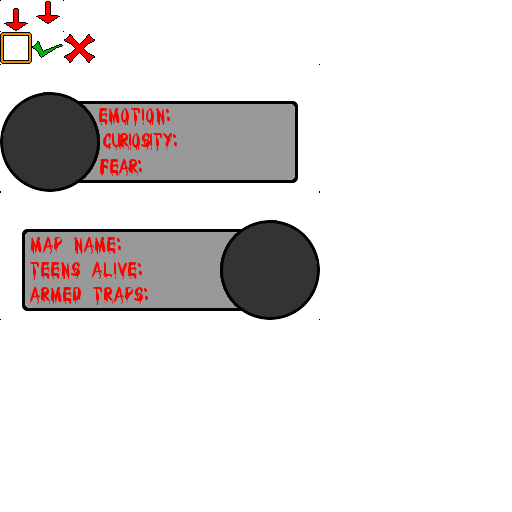 EMOTION:
CURIOSITY:
FEAR:
MAP NAME:
TEENS ALIVE:
ARMED TRAPS: